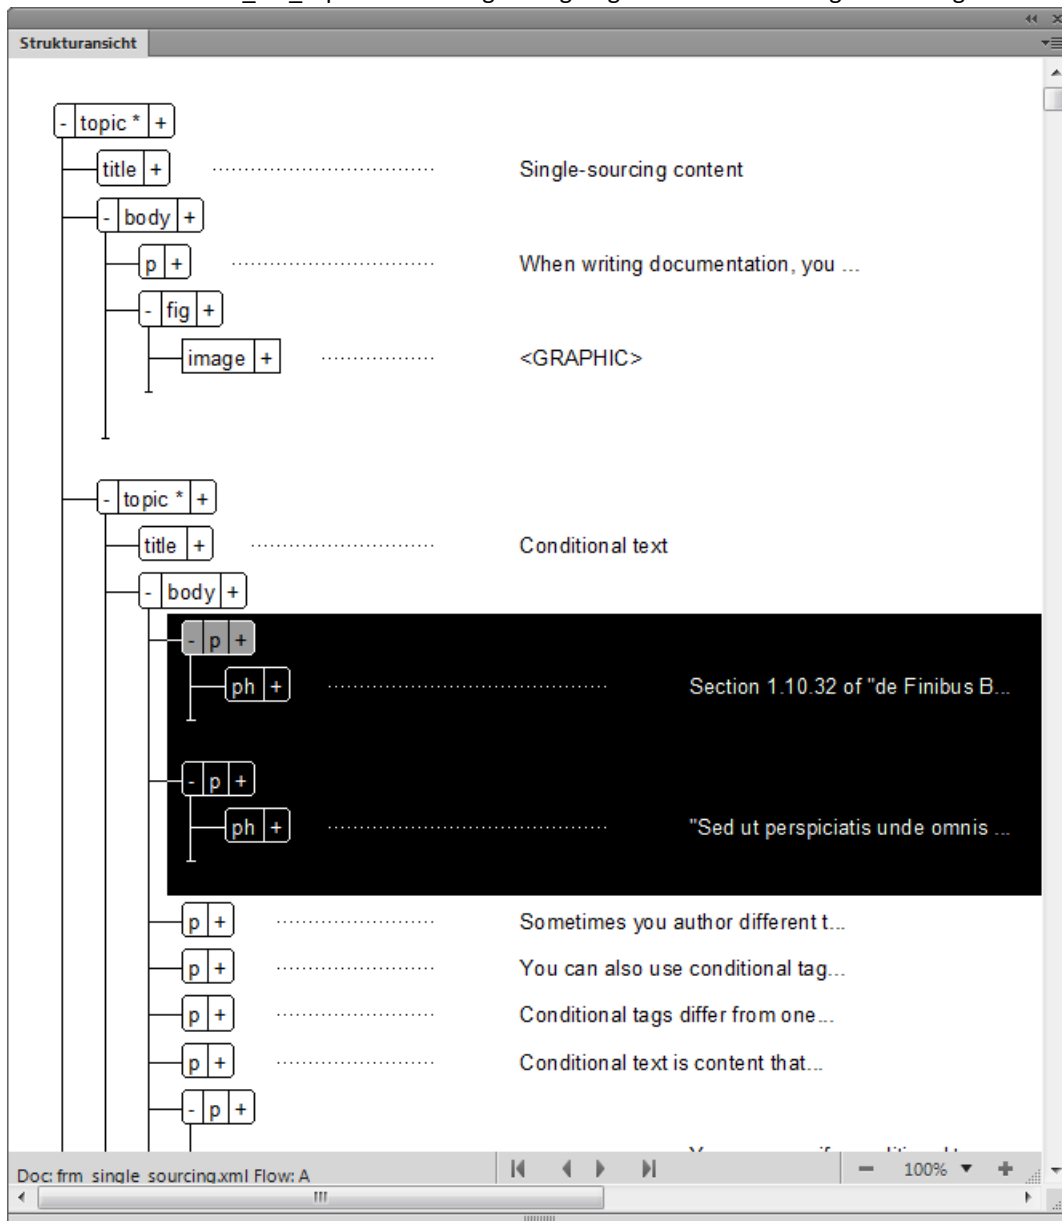 Strukturansicht
- topic * +
title + Single-sourcing content
- body +
p + When writing documentation, you ...
- fig +
image + <GRAPHIC>
- topic * +
title + Conditional text
- body +
- p +
ph + Section 1.10.32 of "de Finibus B...
- p +
ph + "Sed ut perspiciatis unde omnis ...
p + Sometimes you author different t...
p + You can also use conditional tag...
p + Conditional tags differ from one...
p + Conditional text is content that...
- p +
Doc: frm_single_sourcing.xml Flow: A 100%